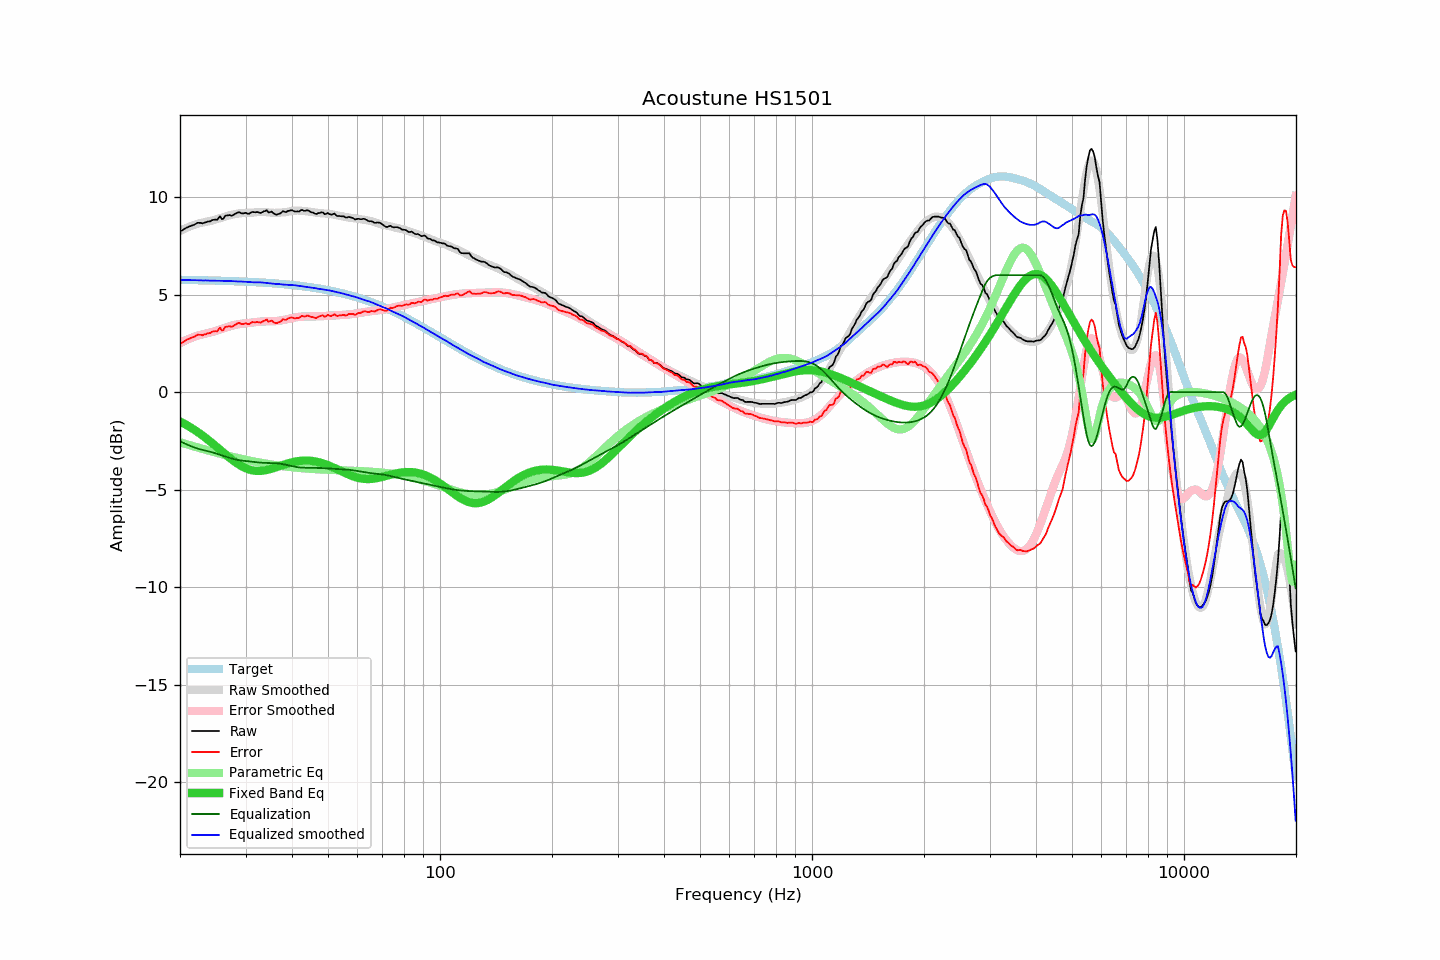 Acoustune HS1501
Amplitude (dBr)
10
5
0
−5
−10
−15
−20
Target
Raw Smoothed
Error Smoothed
Raw
Error
Parametric Eq
Fixed Band Eq
Equalization
Equalized smoothed
100 1000 10000
Frequency (Hz)